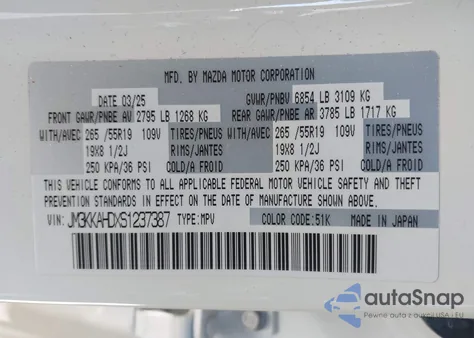 MFD. BY MAZDA MOTOR CORPORATION
DATE 03/25 GVWR/PNBV 6854 LB 3109 KG
FRONT GAWR/PNBE AV 2795 LB 1268 KG REAR GAWR/PNBE AR 3785 LB 1717 KG
WITH/AVEC 265 /55R19 109V TIRES/PNEUS WITH/AVEC 265 /55R19 109V TIRES/PNEUS
19X8 1/2J RIMS/JANTES 19X8 1/2J RIMS/JANTES
250 KPA/36 PSI COLD/A FROID 250 KPA/36 PSI COLD/A FROID
THIS VEHICLE CONFORMS TO ALL APPLICABLE FEDERAL MOTOR VEHICLE SAFETY AND THEFT
PREVENTION STANDARDS IN EFFECT ON THE DATE OF MANUFACTURE SHOWN ABOVE.
VIN: JM3KKAHDXS1237387 TYPE: MPV COLOR CODE: 51K MADE IN JAPAN
autoSnap
Pewne auto z USA i EU